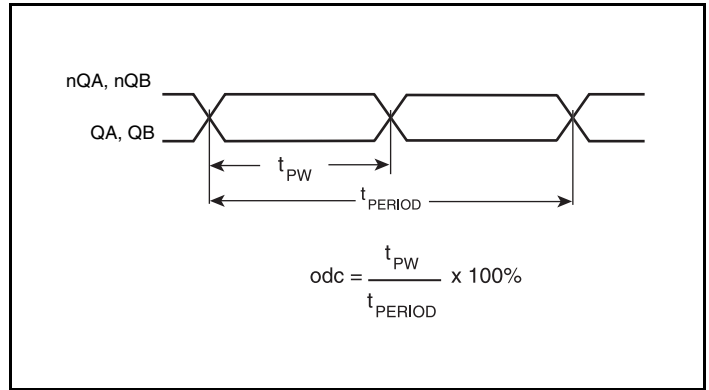 nQA, nQB
QA, QB
tPW
tPERIOD
odc = tPW / tPERIOD x 100%